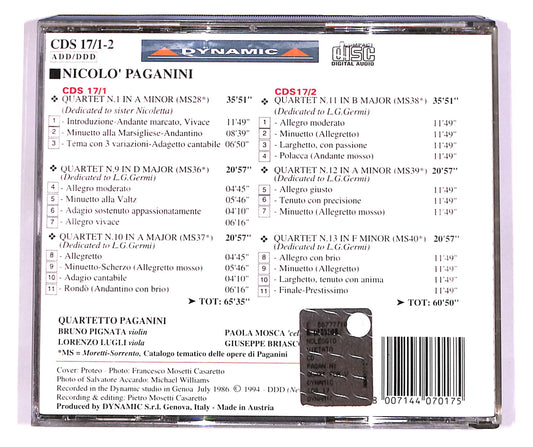 CDS 17/1-2
ADD/DDD
DYNAMIC
COMPACT
disc
DIGITAL AUDIO
NICOLO' PAGANINI
CDS 17/1
QUARTET N.1 IN A MINOR (MS28*) 35'51"
(Dedicated to sister Nicoletta)
1 - Introduzione-Andante marcato, Vivace 11'49"
2 - Minuetto alla Marsigliese-Andantino 08'39"
3 - Tema con 3 variazioni-Adagetto cantabile 06'50"
QUARTET N.9 IN D MAJOR (MS36*) 20'57"
(Dedicated to L.G.Germi)
4 - Allegro moderato 04'45"
5 - Minuetto alla Valtz 05'46"
6 - Adagio sostenuto appassionatamente 04'10"
7 - Allegro vivace 06'16"
QUARTET N.10 IN A MAJOR (MS37*) 20'57"
(Dedicated to L.G.Germi)
8 - Allegretto 04'45"
9 - Minuetto-Scherzo (Allegretto mosso) 05'46"
10 - Adagio cantabile 04'10"
11 - Rondò (Andantino con brio) 06'16"
TOT: 65'35"
CDS17/2
QUARTET N.11 IN B MAJOR (MS38*) 35'51"
(Dedicated to L.G.Germi)
1 - Allegro moderato 11'49"
2 - Minuetto (Allegretto) 11'49"
3 - Larghetto, con passione 11'49"
4 - Polacca (Andante mosso) 11'49"
QUARTET N.12 IN A MINOR (MS39*) 20'57"
(Dedicated to L.G.Germi)
5 - Allegro giusto 11'49"
6 - Tenuto con precisione 11'49"
7 - Minuetto (Allegretto mosso) 11'49"
QUARTET N.13 IN F MINOR (MS40*) 20'57"
(Dedicated to L.G.Germi)
8 - Allegro con brio 11'49"
9 - Minuetto (Allegretto mosso) 11'49"
10 - Larghetto, tenuto con anima 11'49"
11 - Finale-Prestissimo 11'49"
TOT: 60'50"
QUARTETTO PAGANINI
BRUNO PIGNATA violin PAOLA MOSCA
LORENZO LUGLI viola GIUSEPPE
*MS = Moretti-Sorrento, Catalogo tematico delle opere di Paganini
Cover: Proteo - Photo: Francesco Mosetti Casaretto
Photo of Salvatore Accardo: Michael Williams
Recorded in the Dynamic studio in Genoa July 1986 © 1994 - DDD
Recording & editing: Pietro Mosetti Casaretto
Produced by DYNAMIC S.r.l. Genova, Italy - Made in Austria
NOLEGGIO
VIETATO
CD
DYNAMIC
8 007144 070175